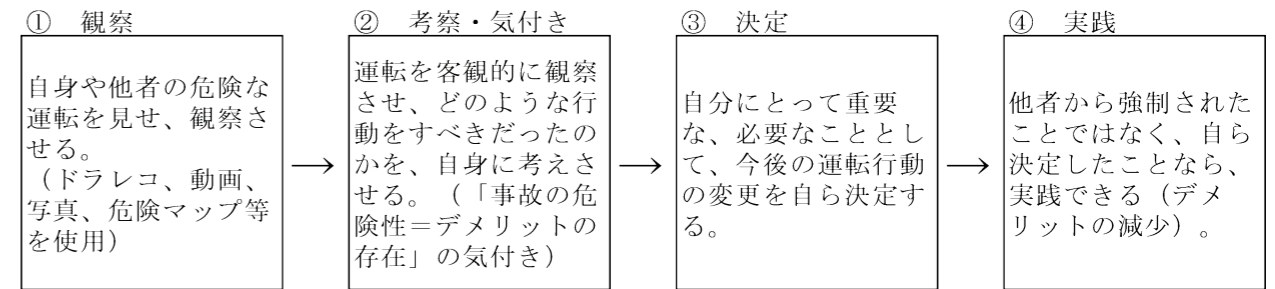 ① 観察
自身や他者の危険な
運転を見せ、観察さ
せる。
（ドラレコ、動画、
写真、危険マップ等
を使用）
② 考察・気付き
運転を客観的に観察
させ、どのような行
動をすべきだったの
かを、自身に考えさ
せる。（「事故の危
険性＝デメリットの
存在」の気付き）
③ 決定
自分にとって重要
な、必要なこととし
て、今後の運転行動
の変更を自ら決定す
る。
④ 実践
他者から強制された
ことではなく、自ら
決定したことなら、
実践できる（デメ
リットの減少）。